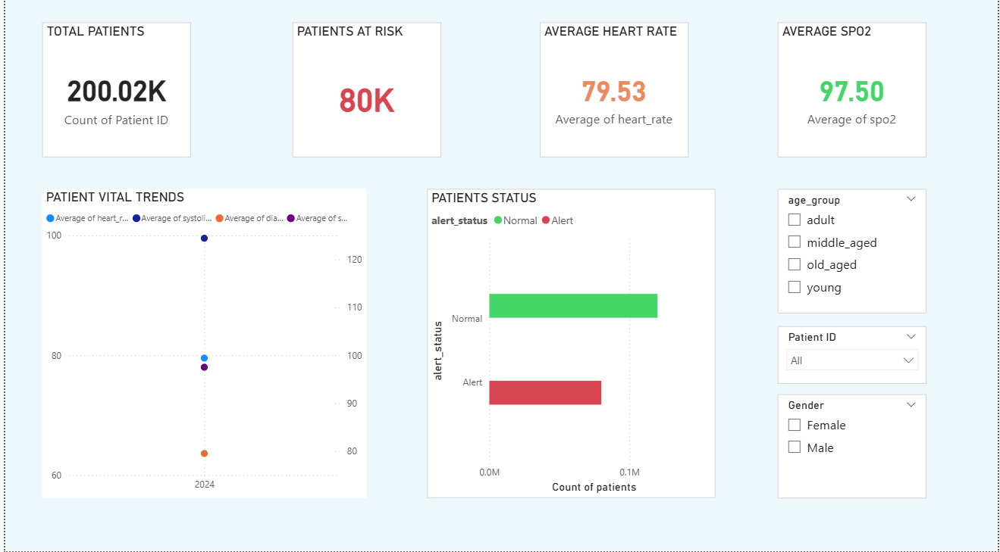 TOTAL PATIENTS
200.02K
Count of Patient ID
PATIENTS AT RISK
80K
AVERAGE HEART RATE
79.53
Average of heart_rate
AVERAGE SPO2
97.50
Average of spo2
PATIENT VITAL TRENDS
Average of heart_r... Average of systoli... Average of dia... Average of s...
100
80
60
120
110
100
90
80
2024
PATIENTS STATUS
alert_status Normal Alert
alert_status
Normal
Alert
0.0M 0.1M
Count of patients
age_group
adult
middle_aged
old_aged
young
Patient ID
All
Gender
Female
Male